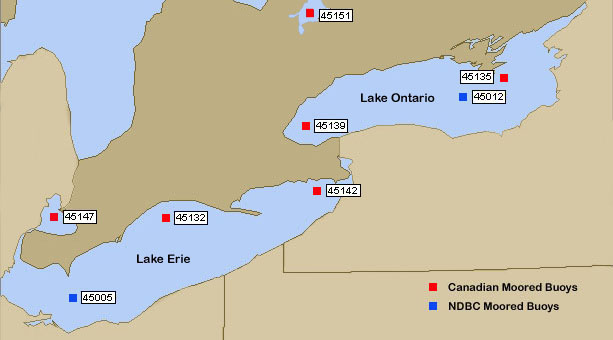 45151
45135
Lake Ontario
45012
45139
45142
45147
45132
Lake Erie
45005
Canadian Moored Buoys
NDBC Moored Buoys